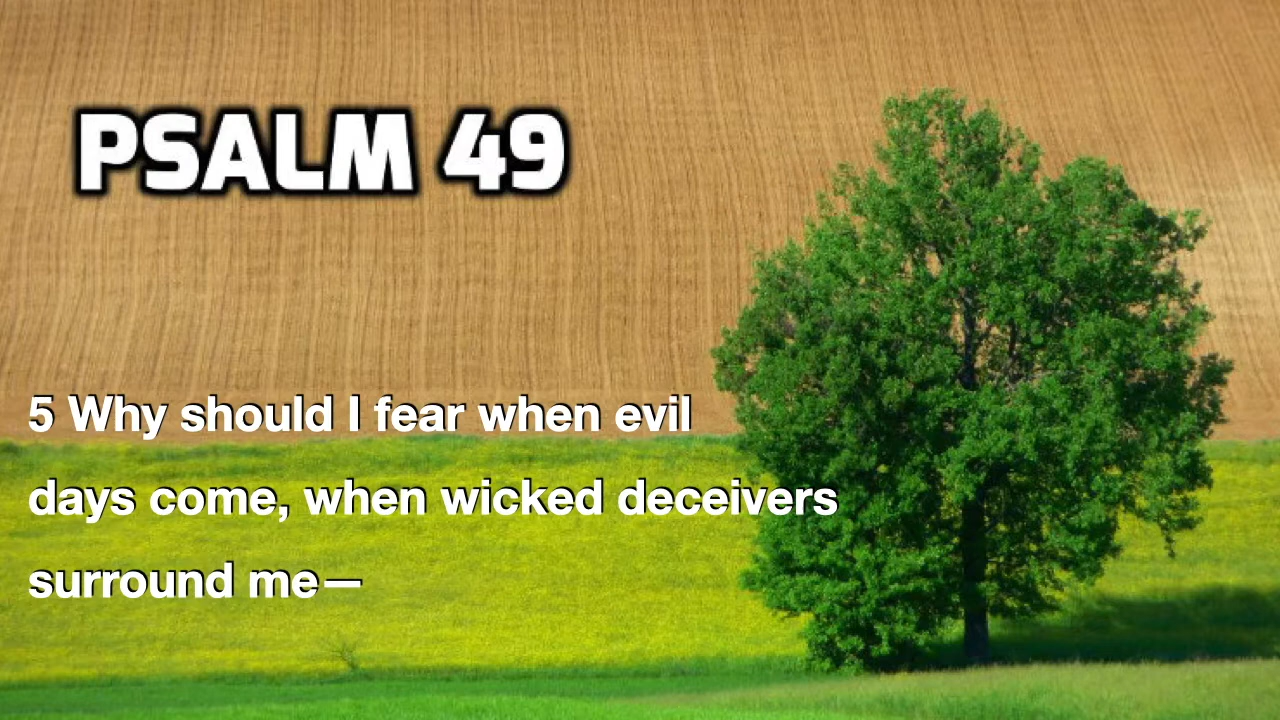 PSALM 49
5 Why should I fear when evil
days come, when wicked deceivers
surround me—